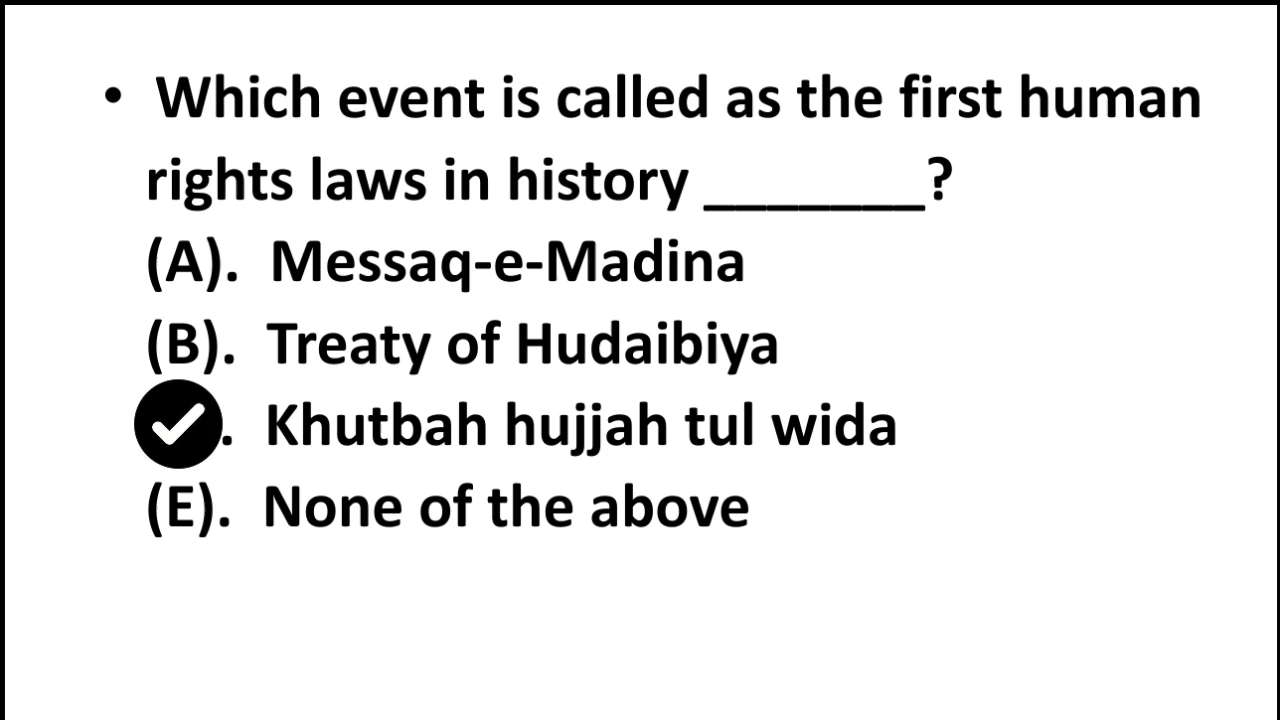 • Which event is called as the first human
rights laws in history _______?
(A). Messaq-e-Madina
(B). Treaty of Hudaibiya
. Khutbah hujjah tul wida
(E). None of the above